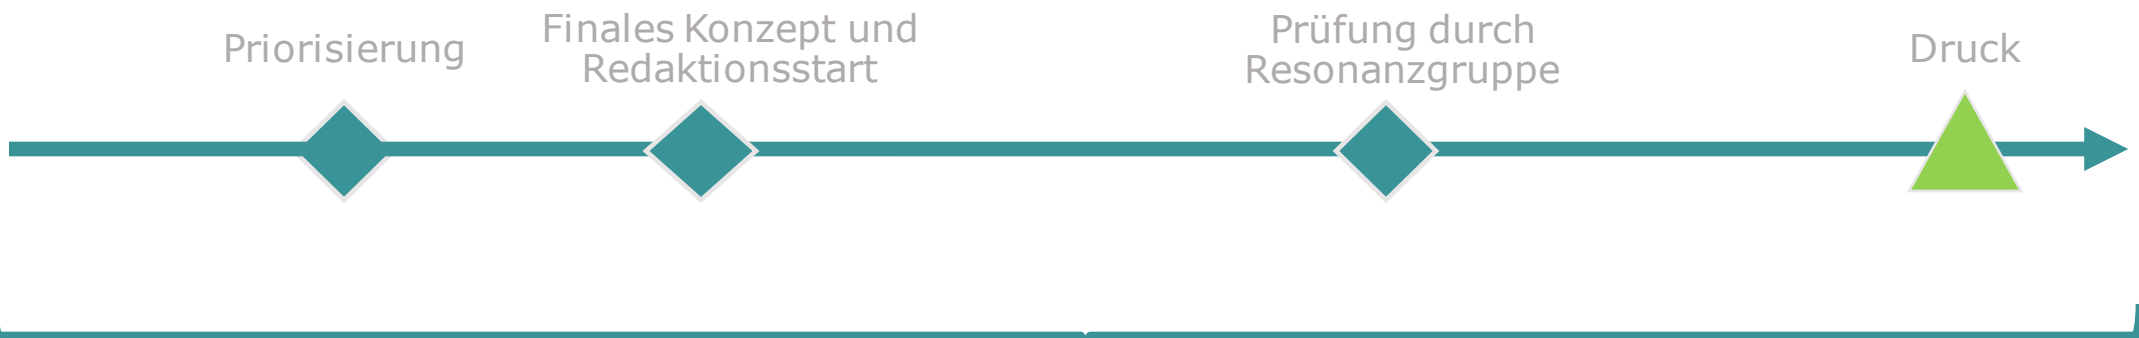 Priorisierung
Finales Konzept und
Redaktionsstart
Prüfung durch
Resonanzgruppe
Druck